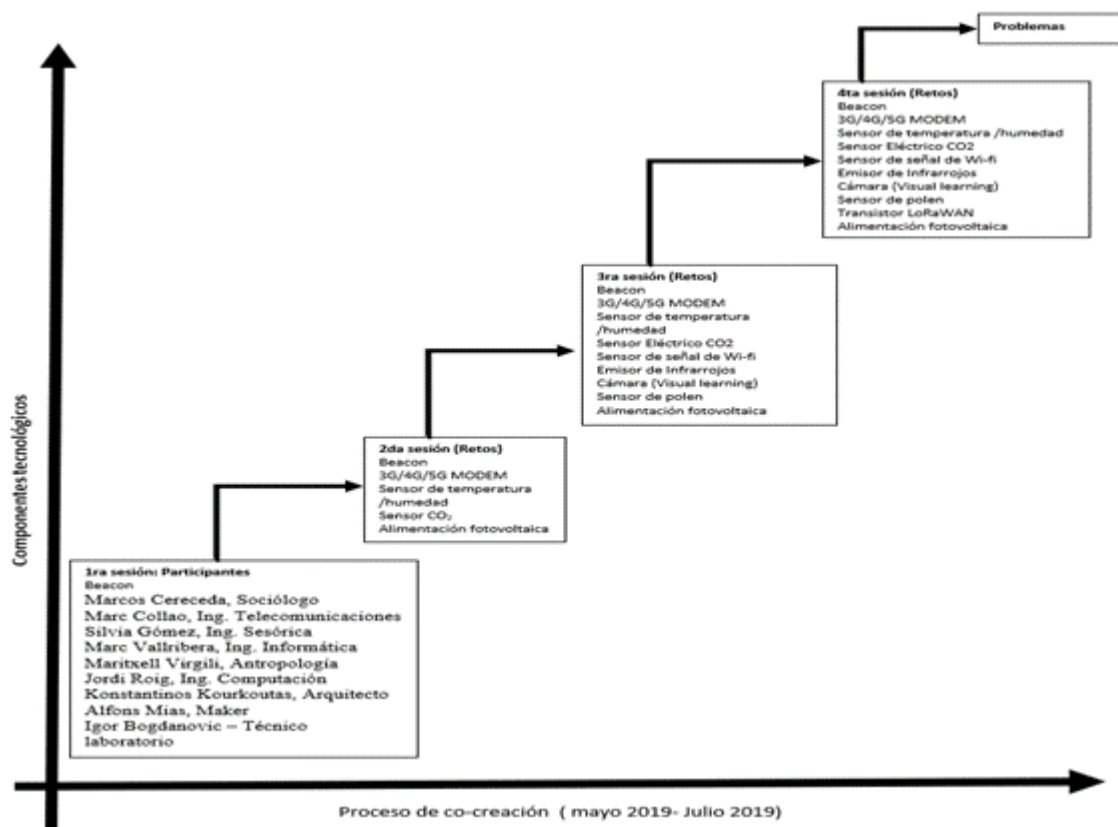 Problemas
4ta sesión (Retos)
Beacon
3G/4G/5G MODEM
Sensor de temperatura /humedad
Sensor Eléctrico CO2
Sensor de señal de Wi-fi
Emisor de Infrarrojos
Cámara (Visual learning)
Sensor de polen
Transistor LoRaWAN
Alimentación fotovoltaica
3ra sesión (Retos)
Beacon
3G/4G/5G MODEM
Sensor de temperatura
/humedad
Sensor Eléctrico CO2
Sensor de señal de Wi-fi
Emisor de Infrarrojos
Cámara (Visual learning)
Sensor de polen
Alimentación fotovoltaica
2da sesión (Retos)
Beacon
3G/4G/5G MODEM
Sensor de temperatura
/humedad
Sensor CO₂
Alimentación fotovoltaica
1ra sesión: Participantes
Beacon
Marcos Cereceda, Sociólogo
Marc Collao, Ing. Telecomunicaciones
Silvia Gómez, Ing. Sesórica
Marc Vallribera, Ing. Informática
Maritxell Virgili, Antropología
Jordi Roig, Ing. Computación
Konstantinos Kourkoutas, Arquitecto
Alfons Mias, Maker
Igor Bogdanovic – Técnico
laboratorio
Componentes tecnológicos
Proceso de co-creación ( mayo 2019- Julio 2019)